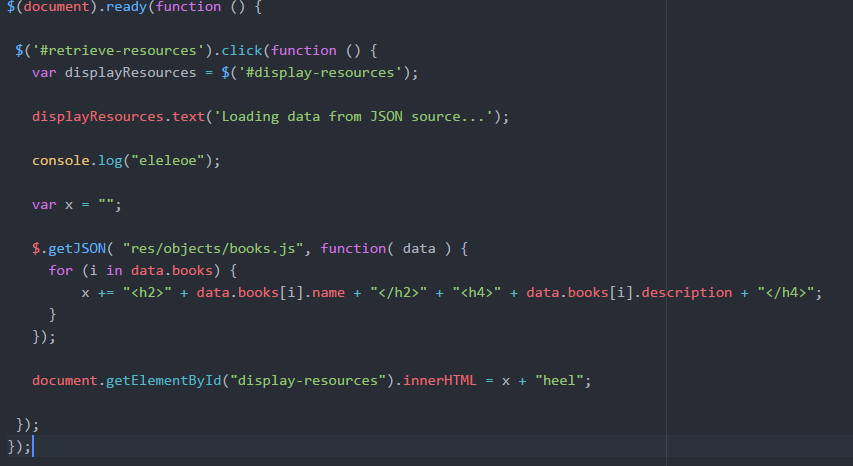 $(document).ready(function () {
$('#retrieve-resources').click(function () {
var displayResources = $('#display-resources');
displayResources.text('Loading data from JSON source...');
console.log("eleleoe");
var x = "";
$.getJSON( "res/objects/books.js", function( data ) {
for (i in data.books) {
x += "<h2>" + data.books[i].name + "</h2>" + "<h4>" + data.books[i].description + "</h4>";
}
});
document.getElementById("display-resources").innerHTML = x + "heel";
});
});